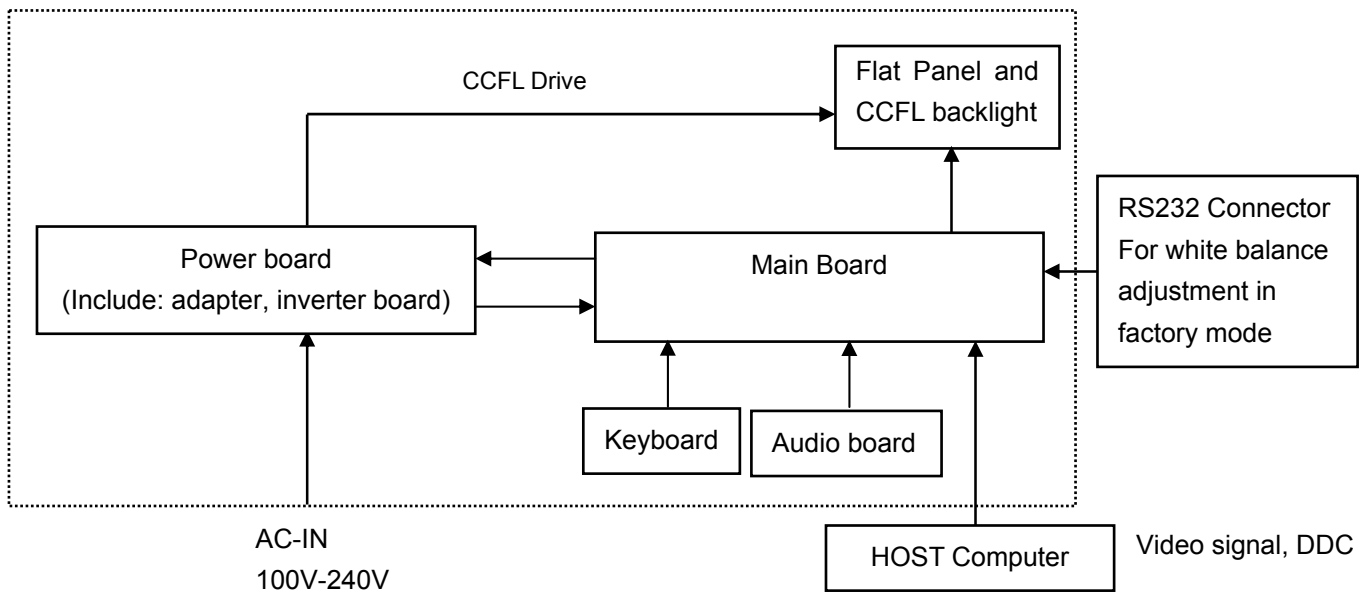 CCFL Drive
Flat Panel and
CCFL backlight
RS232 Connector
For white balance
adjustment in
factory mode
Power board
(Include: adapter, inverter board)
Main Board
Keyboard
Audio board
AC-IN
100V-240V
HOST Computer
Video signal, DDC